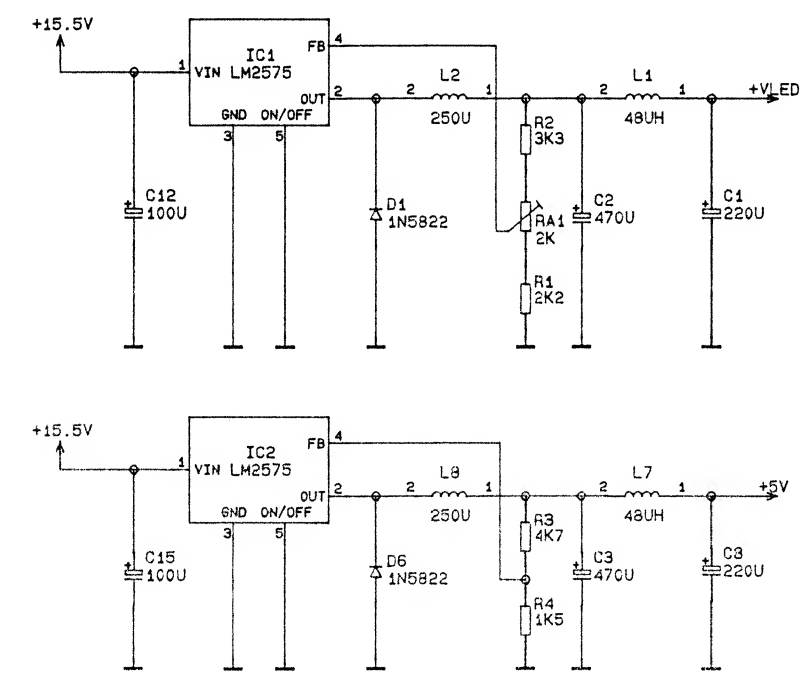 +15.5V
1
VIN
IC1
LM2575
FB
4
OUT
2
GND
ON/OFF
3
5
2
L2
1
250U
2
L1
1
48UH
+VLED
R2
3K3
C12
100U
D1
1N5822
RA1
2K
C2
470U
C1
220U
R1
2K2
+15.5V
1
VIN
IC2
LM2575
FB
4
OUT
2
GND
ON/OFF
3
5
2
L8
1
250U
2
L7
1
48UH
+5V
R3
4K7
C15
100U
D6
1N5822
C3
470U
C3
220U
R4
1K5